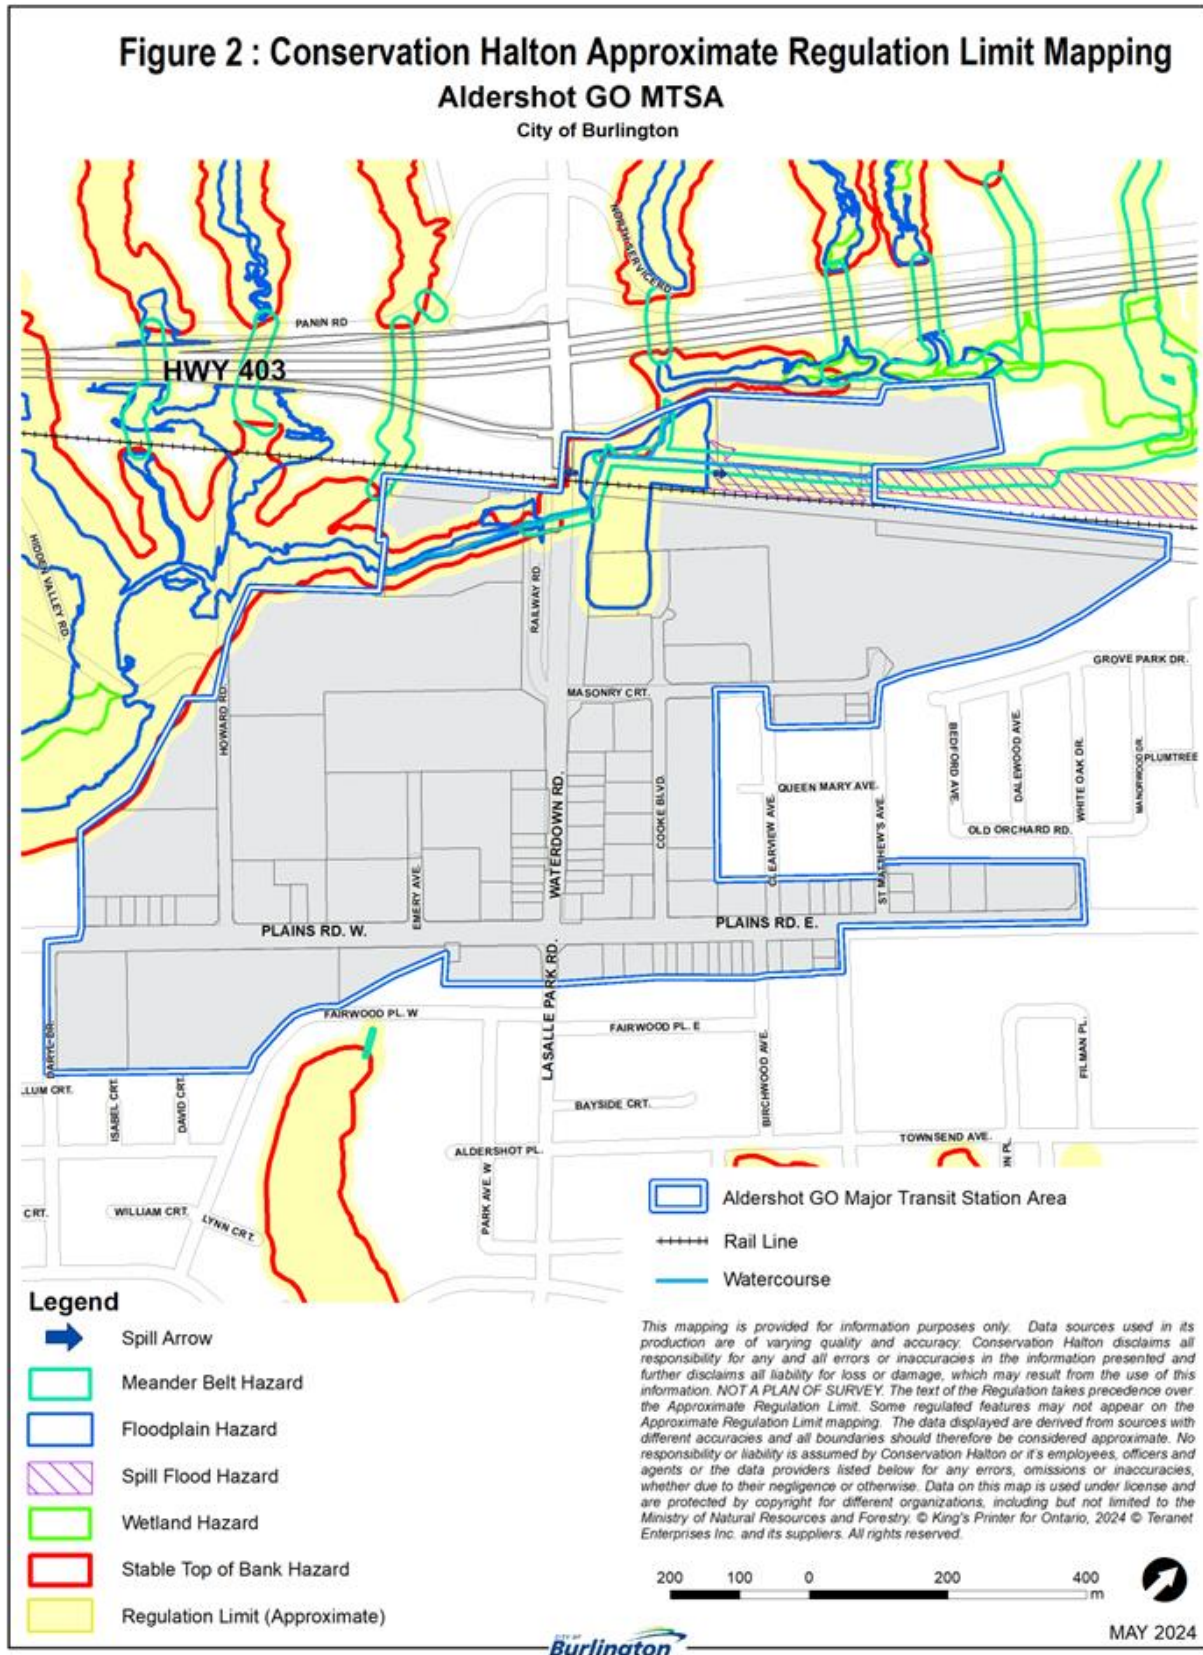 Figure 2 : Conservation Halton Approximate Regulation Limit Mapping
Aldershot GO MTSA
City of Burlington
NORTH SERVICE RD
PANIN RD
HWY 403
HIDDEN VALLEY RD.
RAILWAY RD.
GROVE PARK DR.
MASONRY CRT.
HOWARD RD.
BEDFORD AVE.
DALEWOOD AVE.
WHITE OAK DR.
MANORWOOD DR.
PLUMTREE
QUEEN MARY AVE.
WATERDOWN RD.
COOKE BLVD.
CLEARVIEW AVE.
ST MATTHEW'S AVE.
OLD ORCHARD RD.
EMERY AVE.
PLAINS RD. W.
PLAINS RD. E.
LASALLE PARK RD.
FAIRWOOD PL. W
FAIRWOOD PL. E
DARYL DR.
BIRCHWOOD AVE.
FILMAN PL.
LLUM CRT.
ISABEL CRT.
DAVID CRT.
BAYSIDE CRT.
TOWNSEND AVE.
ALDERSHOT PL.
ON PL.
PARK AVE. W
CRT.
WILLIAM CRT.
LYNN CRT.
Aldershot GO Major Transit Station Area
Rail Line
Watercourse
Legend
Spill Arrow
Meander Belt Hazard
Floodplain Hazard
Spill Flood Hazard
Wetland Hazard
Stable Top of Bank Hazard
Regulation Limit (Approximate)
This mapping is provided for information purposes only. Data sources used in its
production are of varying quality and accuracy. Conservation Halton disclaims all
responsibility for any and all errors or inaccuracies in the information presented and
further disclaims all liability for loss or damage, which may result from the use of this
information. NOT A PLAN OF SURVEY. The text of the Regulation takes precedence over
the Approximate Regulation Limit. Some regulated features may not appear on the
Approximate Regulation Limit mapping. The data displayed are derived from sources with
different accuracies and all boundaries should therefore be considered approximate. No
responsibility or liability is assumed by Conservation Halton or it's employees, officers and
agents or the data providers listed below for any errors, omissions or inaccuracies,
whether due to their negligence or otherwise. Data on this map is used under license and
are protected by copyright for different organizations, including but not limited to the
Ministry of Natural Resources and Forestry. © King's Printer for Ontario, 2024 © Teranet
Enterprises Inc. and its suppliers. All rights reserved.
200 100 0 200 400
m
MAY 2024
CITY OF
Burlington